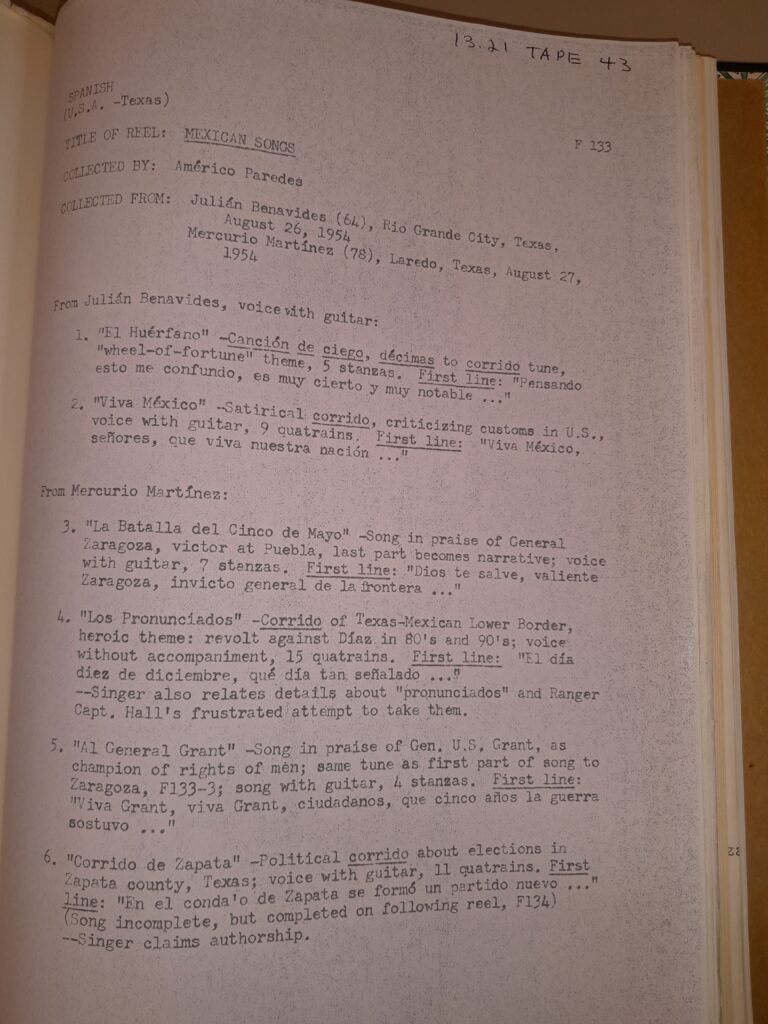 13.21 TAPE 43
SPANISH
(U.S.A. -Texas)
TITLE OF REEL: MEXICAN SONGS
F 133
COLLECTED BY: Américo Paredes
COLLECTED FROM: Julián Benavides (64), Rio Grande City, Texas,
August 26, 1954
Mercurio Martínez (78), Laredo, Texas, August 27,
1954
From Julián Benavides, voice with guitar:
1. "El Huérfano" -Canción de ciego, décimas to corrido tune,
"wheel-of-fortune" theme, 5 stanzas. First line: "Pensando
esto me confundo, es muy cierto y muy notable ..."
2. "Viva México" -Satirical corrido, criticizing customs in U.S.,
voice with guitar, 9 quatrains. First line: "Viva México,
señores, que viva nuestra nación ..."
From Mercurio Martínez:
3. "La Batalla del Cinco de Mayo" -Song in praise of General
Zaragoza, victor at Puebla, last part becomes narrative; voice
with guitar, 7 stanzas. First line: "Dios te salve, valiente
Zaragoza, invicto general de la frontera ..."
4. "Los Pronunciados" -Corrido of Texas-Mexican Lower Border,
heroic theme: revolt against Díaz in 80's and 90's; voice
without accompaniment, 15 quatrains. First line: "El día
diez de diciembre, qué día tan señalado ..."
--Singer also relates details about "pronunciados" and Ranger
Capt. Hall's frustrated attempt to take them.
5. "Al General Grant" -Song in praise of Gen. U.S. Grant, as
champion of rights of men; same tune as first part of song to
Zaragoza, F133-3; song with guitar, 4 stanzas. First line:
"Viva Grant, viva Grant, ciudadanos, que cinco años la guerra
sostuvo ..."
6. "Corrido de Zapata" -Political corrido about elections in
Zapata county, Texas; voice with guitar, 11 quatrains. First
line: "En el conda'o de Zapata se formó un partido nuevo ..."
(Song incomplete, but completed on following reel, F134)
--Singer claims authorship.